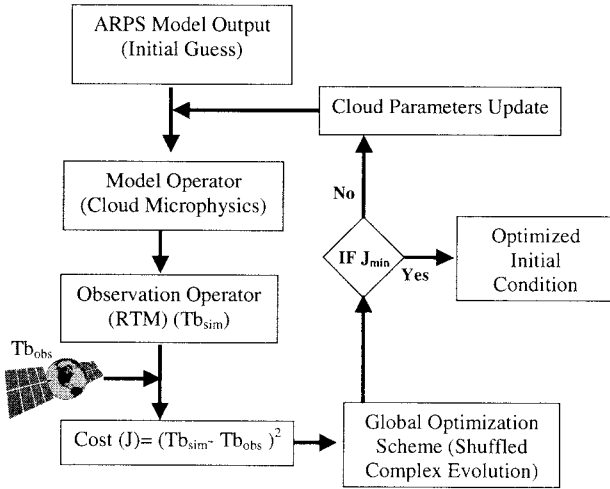 ARPS Model Output
(Initial Guess)
Cloud Parameters Update
Model Operator
(Cloud Microphysics)
No
IF Jmin
Yes
Optimized
Initial
Condition
Observation Operator
(RTM) (Tbsim)
Tbobs
Cost (J)= (Tbsim- Tbobs )2
Global Optimization
Scheme (Shuffled
Complex Evolution)